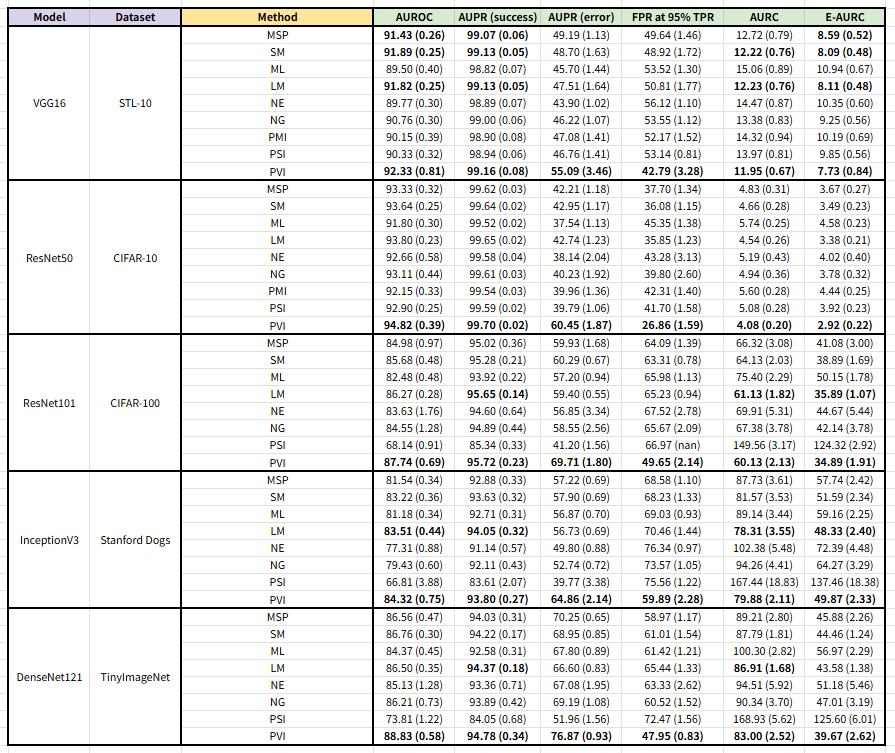 Model Dataset Method AUROC AUPR (success) AUPR (error) FPR at 95% TPR AURC E-AURC
MSP 91.43 (0.26) 99.07 (0.06) 49.19 (1.13) 49.64 (1.46) 12.72 (0.79) 8.59 (0.52)
SM 91.89 (0.25) 99.13 (0.05) 48.70 (1.63) 48.92 (1.72) 12.22 (0.76) 8.09 (0.48)
ML 89.50 (0.40) 98.82 (0.07) 45.70 (1.44) 53.52 (1.30) 15.06 (0.89) 10.94 (0.67)
LM 91.82 (0.25) 99.13 (0.05) 47.51 (1.64) 50.81 (1.77) 12.23 (0.76) 8.11 (0.48)
VGG16 STL-10 NE 89.77 (0.30) 98.89 (0.07) 43.90 (1.02) 56.12 (1.10) 14.47 (0.87) 10.35 (0.60)
NG 90.76 (0.30) 99.00 (0.06) 46.22 (1.07) 53.55 (1.12) 13.38 (0.83) 9.25 (0.56)
PMI 90.15 (0.39) 98.90 (0.08) 47.08 (1.41) 52.17 (1.52) 14.32 (0.94) 10.19 (0.69)
PSI 90.33 (0.32) 98.94 (0.06) 46.76 (1.41) 53.14 (0.81) 13.97 (0.81) 9.85 (0.56)
PVI 92.33 (0.81) 99.16 (0.08) 55.09 (3.46) 42.79 (3.28) 11.95 (0.67) 7.73 (0.84)
MSP 93.33 (0.32) 99.62 (0.03) 42.21 (1.18) 37.70 (1.34) 4.83 (0.31) 3.67 (0.27)
SM 93.64 (0.25) 99.64 (0.02) 42.95 (1.17) 36.08 (1.15) 4.66 (0.28) 3.49 (0.23)
ML 91.80 (0.30) 99.52 (0.02) 37.54 (1.13) 45.35 (1.38) 5.74 (0.25) 4.58 (0.23)
LM 93.80 (0.23) 99.65 (0.02) 42.74 (1.23) 35.85 (1.23) 4.54 (0.26) 3.38 (0.21)
ResNet50 CIFAR-10 NE 92.66 (0.58) 99.58 (0.04) 38.14 (2.04) 43.28 (3.13) 5.19 (0.43) 4.02 (0.40)
NG 93.11 (0.44) 99.61 (0.03) 40.23 (1.92) 39.80 (2.60) 4.94 (0.36) 3.78 (0.32)
PMI 92.15 (0.33) 99.54 (0.03) 39.96 (1.36) 42.31 (1.40) 5.60 (0.28) 4.44 (0.25)
PSI 92.90 (0.25) 99.59 (0.02) 39.79 (1.06) 41.70 (1.58) 5.08 (0.28) 3.92 (0.23)
PVI 94.82 (0.39) 99.70 (0.02) 60.45 (1.87) 26.86 (1.59) 4.08 (0.20) 2.92 (0.22)
MSP 84.98 (0.97) 95.02 (0.36) 59.93 (1.68) 64.09 (1.39) 66.32 (3.08) 41.08 (3.00)
SM 85.68 (0.48) 95.28 (0.21) 60.29 (0.67) 63.31 (0.78) 64.13 (2.03) 38.89 (1.69)
ML 82.48 (0.48) 93.92 (0.22) 57.20 (0.94) 65.98 (1.13) 75.40 (2.29) 50.15 (1.78)
LM 86.27 (0.28) 95.65 (0.14) 59.40 (0.55) 65.23 (0.94) 61.13 (1.82) 35.89 (1.07)
ResNet101 CIFAR-100 NE 83.63 (1.76) 94.60 (0.64) 56.85 (3.34) 67.52 (2.78) 69.91 (5.31) 44.67 (5.44)
NG 84.55 (1.28) 94.89 (0.44) 58.55 (2.56) 65.67 (2.09) 67.38 (3.78) 42.14 (3.78)
PSI 68.14 (0.91) 85.34 (0.33) 41.20 (1.56) 66.97 (nan) 149.56 (3.17) 124.32 (2.92)
PVI 87.74 (0.69) 95.72 (0.23) 69.71 (1.80) 49.65 (2.14) 60.13 (2.13) 34.89 (1.91)
MSP 81.54 (0.34) 92.88 (0.33) 57.22 (0.69) 68.58 (1.10) 87.73 (3.61) 57.74 (2.42)
SM 83.22 (0.36) 93.63 (0.32) 57.90 (0.69) 68.23 (1.33) 81.57 (3.53) 51.59 (2.34)
ML 81.18 (0.34) 92.71 (0.31) 56.87 (0.70) 69.03 (0.93) 89.14 (3.44) 59.16 (2.25)
LM 83.51 (0.44) 94.05 (0.32) 56.73 (0.69) 70.46 (1.44) 78.31 (3.55) 48.33 (2.40)
InceptionV3 Stanford Dogs NE 77.31 (0.88) 91.14 (0.57) 49.80 (0.88) 76.34 (0.97) 102.38 (5.48) 72.39 (4.48)
NG 79.43 (0.60) 92.11 (0.43) 52.74 (0.72) 73.57 (1.05) 94.26 (4.41) 64.27 (3.29)
PSI 66.81 (3.88) 83.61 (2.07) 39.77 (3.38) 75.56 (1.22) 167.44 (18.83) 137.46 (18.38)
PVI 84.32 (0.75) 93.80 (0.27) 64.86 (2.14) 59.89 (2.28) 79.88 (2.11) 49.87 (2.33)
MSP 86.56 (0.47) 94.03 (0.31) 70.25 (0.65) 58.97 (1.17) 89.21 (2.80) 45.88 (2.26)
SM 86.76 (0.30) 94.22 (0.17) 68.95 (0.85) 61.01 (1.54) 87.79 (1.81) 44.46 (1.24)
ML 84.37 (0.45) 92.58 (0.31) 67.80 (0.89) 61.42 (1.21) 100.30 (2.82) 56.97 (2.29)
LM 86.50 (0.35) 94.37 (0.18) 66.60 (0.83) 65.44 (1.33) 86.91 (1.68) 43.58 (1.38)
DenseNet121 TinyImageNet NE 85.13 (1.28) 93.36 (0.71) 67.08 (1.95) 63.33 (2.62) 94.51 (5.92) 51.18 (5.46)
NG 86.21 (0.73) 93.89 (0.42) 69.19 (1.08) 60.52 (1.52) 90.34 (3.70) 47.01 (3.19)
PSI 73.81 (1.22) 84.05 (0.68) 51.96 (1.56) 72.47 (1.56) 168.93 (5.62) 125.60 (6.01)
PVI 88.83 (0.58) 94.78 (0.34) 76.87 (0.93) 47.95 (0.83) 83.00 (2.52) 39.67 (2.62)